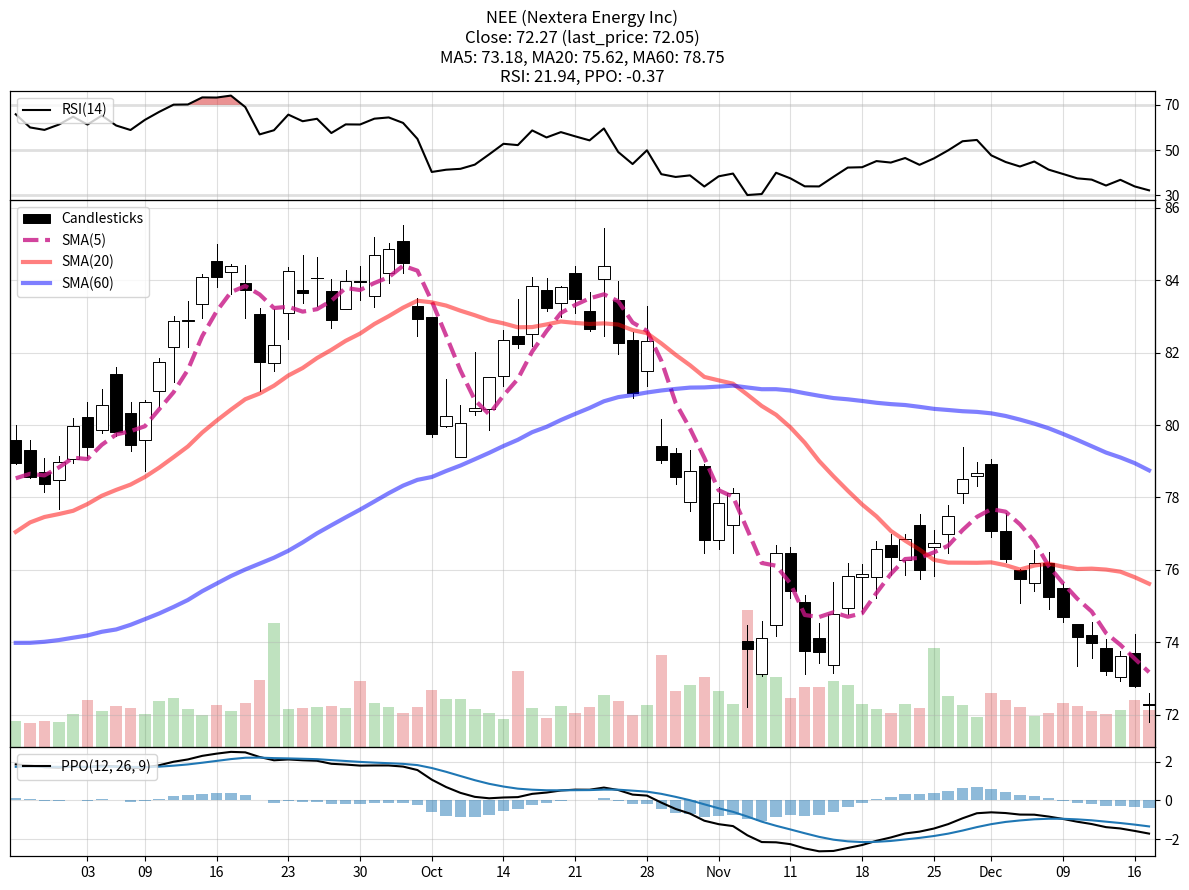 NEE (Nextera Energy Inc)
Close: 72.27 (last_price: 72.05)
MA5: 73.18, MA20: 75.62, MA60: 78.75
RSI: 21.94, PPO: -0.37
RSI(14)
70
50
30
Candlesticks
SMA(5)
SMA(20)
SMA(60)
86
84
82
80
78
76
74
72
PPO(12, 26, 9)
2
0
−2
03 09 16 23 30 Oct 14 21 28 Nov 11 18 25 Dec 09 16